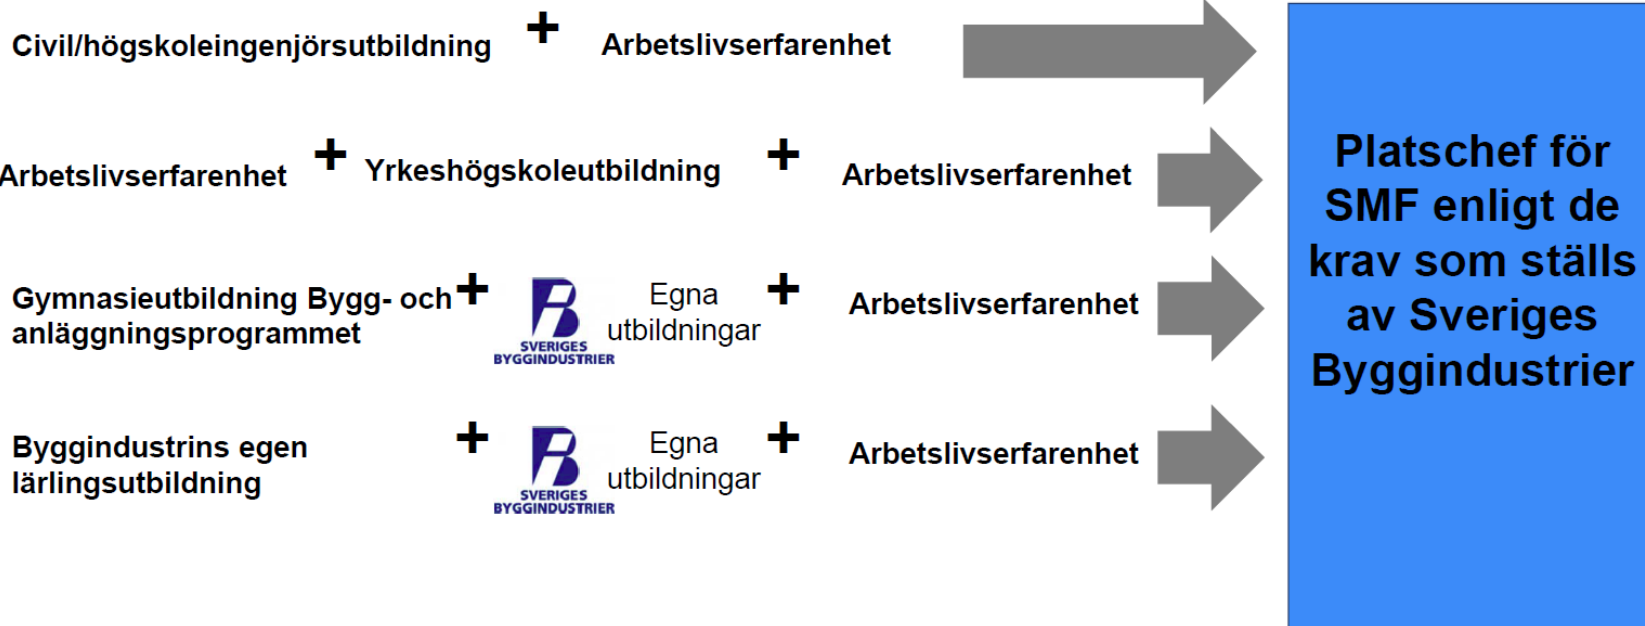 Civil/högskoleingenjörsutbildning + Arbetslivserfarenhet
Arbetslivserfarenhet + Yrkeshögskoleutbildning + Arbetslivserfarenhet
Gymnasieutbildning Bygg- och
anläggningsprogrammet
+
SVERIGES
BYGGINDUSTRIER
Egna
utbildningar
+
Arbetslivserfarenhet
Byggindustrins egen
lärlingsutbildning
+
SVERIGES
BYGGINDUSTRIER
Egna
utbildningar
+
Arbetslivserfarenhet
Platschef för
SMF enligt de
krav som ställs
av Sveriges
Byggindustrier